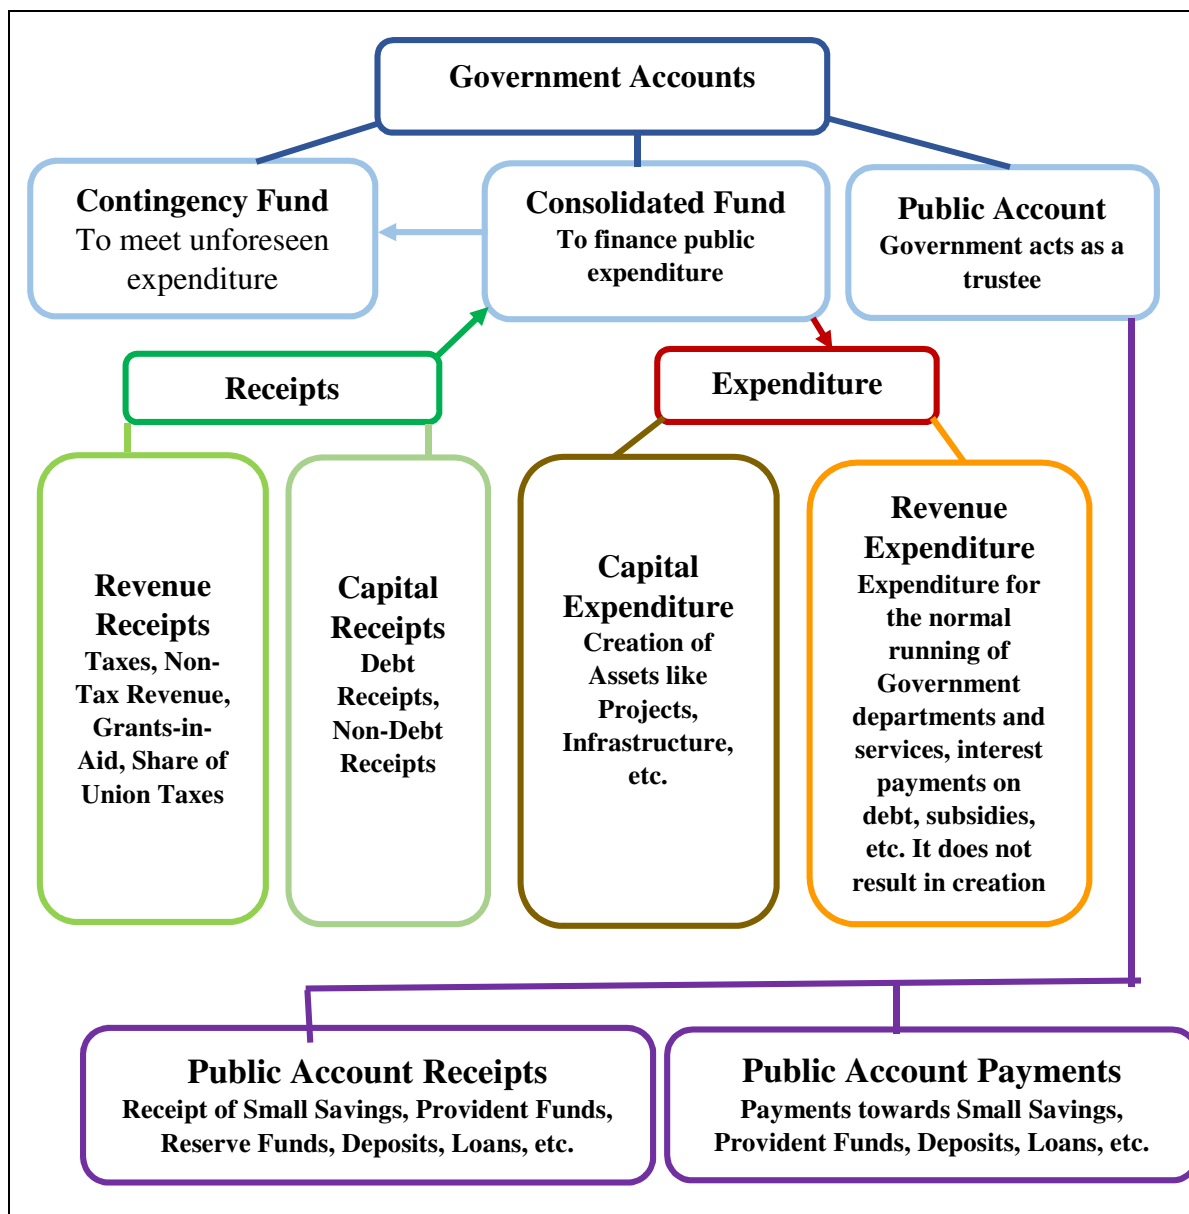 Government Accounts
Contingency Fund
To meet unforeseen
expenditure
Consolidated Fund
To finance public
expenditure
Public Account
Government acts as a
trustee
Receipts
Expenditure
Revenue
Receipts
Taxes, Non-
Tax Revenue,
Grants-in-
Aid, Share of
Union Taxes
Capital
Receipts
Debt
Receipts,
Non-Debt
Receipts
Capital
Expenditure
Creation of
Assets like
Projects,
Infrastructure,
etc.
Revenue
Expenditure
Expenditure for
the normal
running of
Government
departments and
services, interest
payments on
debt, subsidies,
etc. It does not
result in creation
Public Account Receipts
Receipt of Small Savings, Provident Funds,
Reserve Funds, Deposits, Loans, etc.
Public Account Payments
Payments towards Small Savings,
Provident Funds, Deposits, Loans, etc.